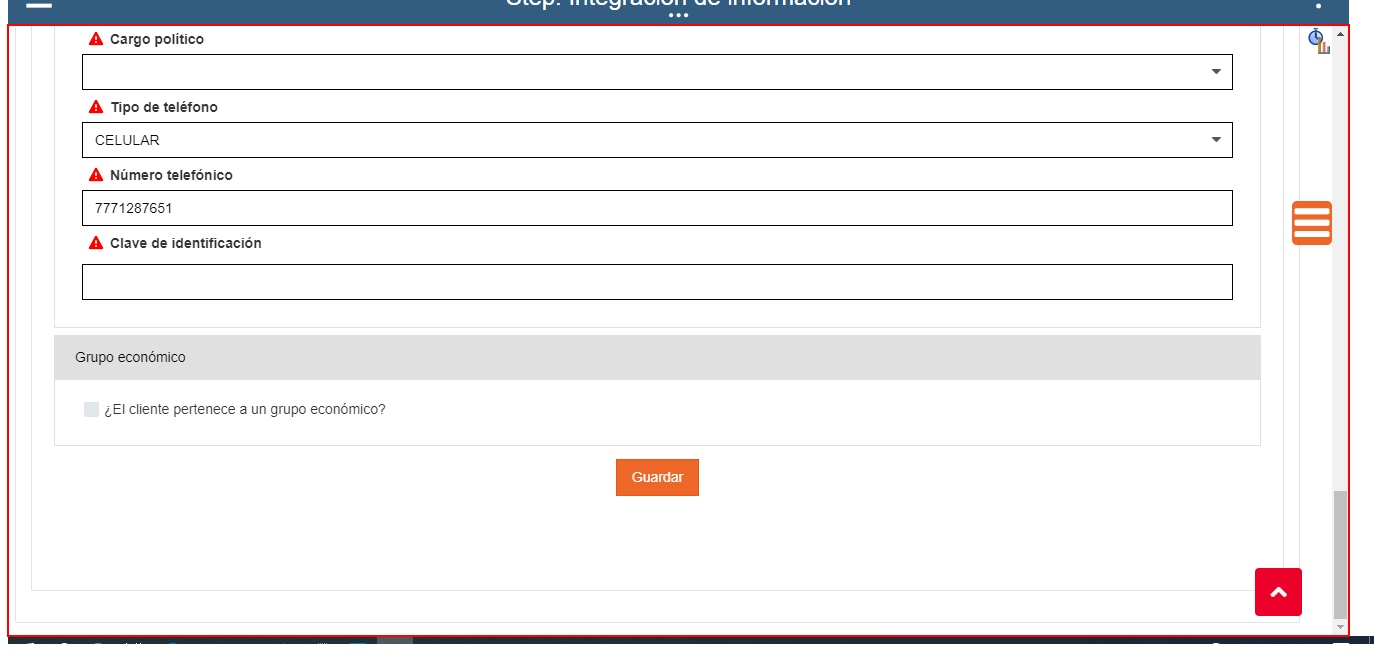 Step: Integración de información
Cargo político
Tipo de teléfono
CELULAR
Número telefónico
7771287651
Clave de identificación
Grupo económico
¿El cliente pertenece a un grupo económico?
Guardar